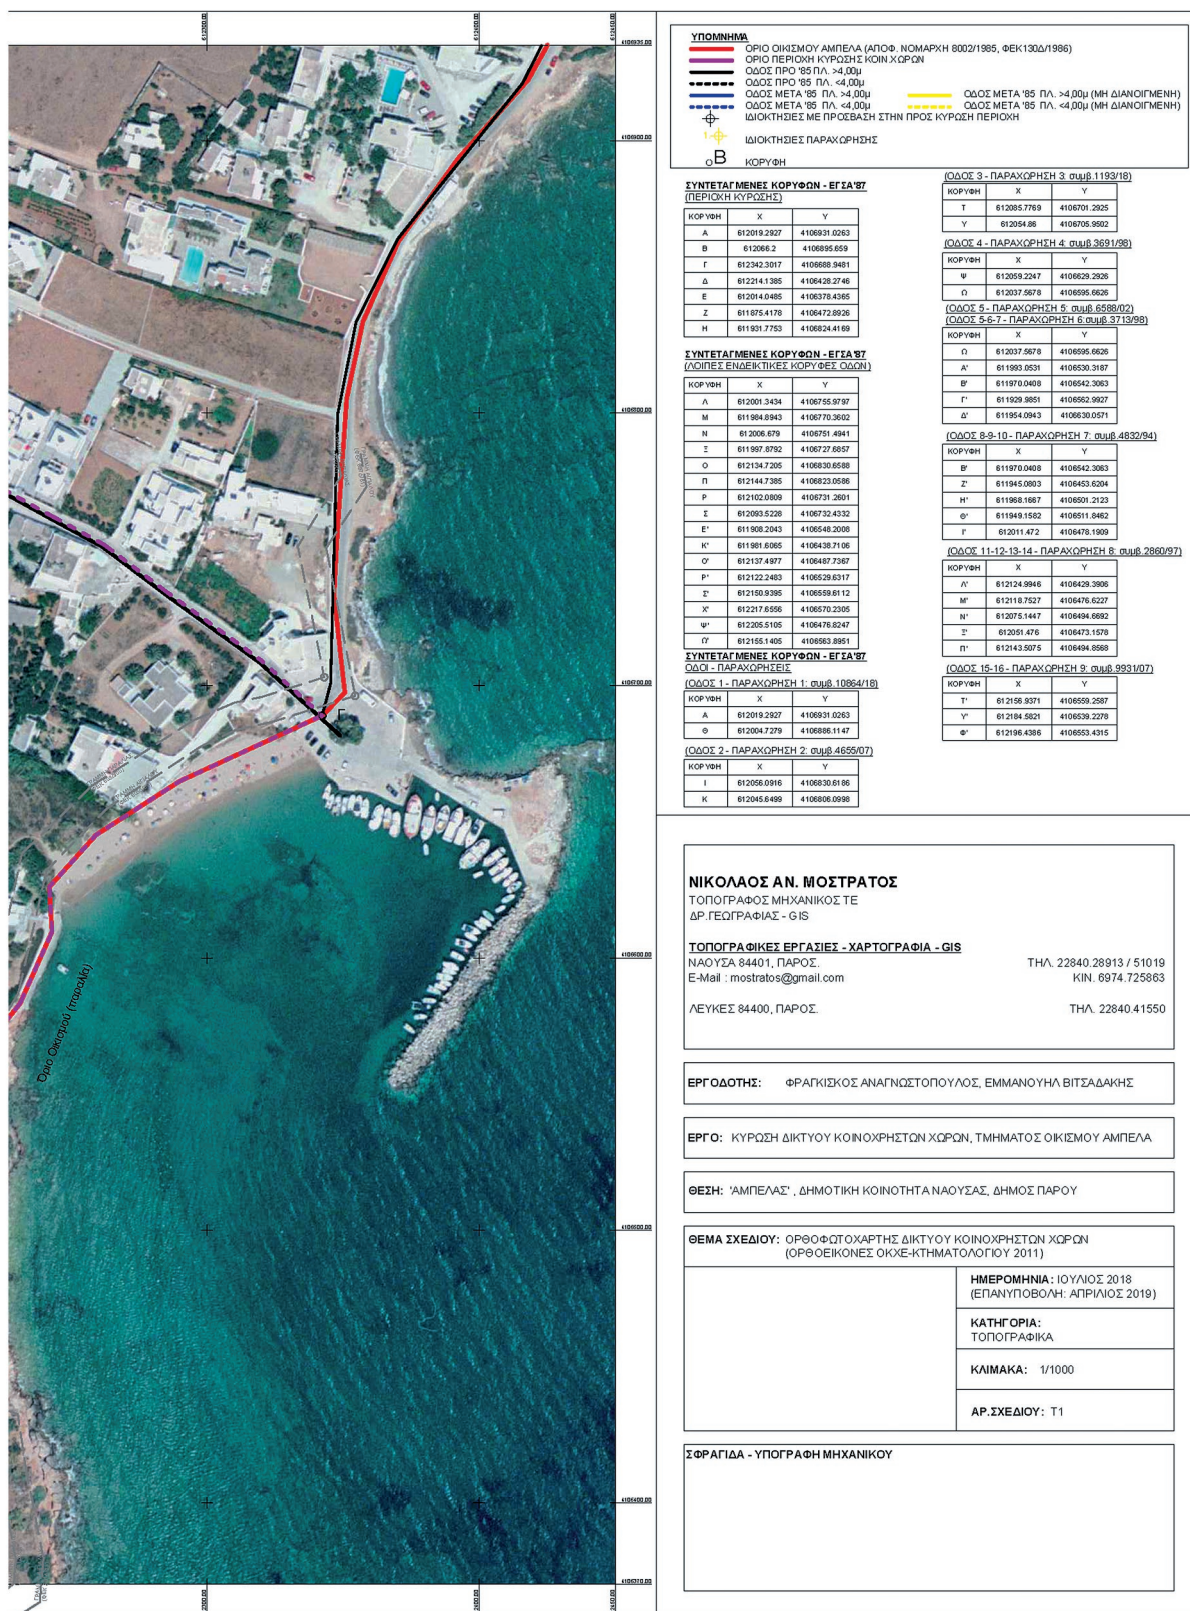 ΥΠΟΜΝΗΜΑ
ΟΡΙΟ ΟΙΚΙΣΜΟΥ ΑΜΠΕΛΑ (ΑΠΟΦ. ΝΟΜΑΡΧΗ 8002/1985, ΦΕΚ130Δ/1986)
ΟΡΙΟ ΠΕΡΙΟΧΗ ΚΥΡΩΣΗΣ ΚΟΙΝ.ΧΩΡΩΝ
ΟΔΟΣ ΠΡΟ '85 ΠΛ. >4,00μ
ΟΔΟΣ ΠΡΟ '85 ΠΛ. <4,00μ
ΟΔΟΣ ΜΕΤΑ '85 ΠΛ. >4,00μ ΟΔΟΣ ΜΕΤΑ '85 ΠΛ. >4,00μ (ΜΗ ΔΙΑΝΟΙΓΜΕΝΗ)
ΟΔΟΣ ΜΕΤΑ '85 ΠΛ. <4,00μ ΟΔΟΣ ΜΕΤΑ '85 ΠΛ. <4,00μ (ΜΗ ΔΙΑΝΟΙΓΜΕΝΗ)
ΙΔΙΟΚΤΗΣΙΕΣ ΜΕ ΠΡΟΣΒΑΣΗ ΣΤΗΝ ΠΡΟΣ ΚΥΡΩΣΗ ΠΕΡΙΟΧΗ
1 ΙΔΙΟΚΤΗΣΙΕΣ ΠΑΡΑΧΩΡΗΣΗΣ
Β ΚΟΡΥΦΗ
ΣΥΝΤΕΤΑΓΜΕΝΕΣ ΚΟΡΥΦΩΝ - ΕΓΣΑ'87
(ΠΕΡΙΟΧΗ ΚΥΡΩΣΗΣ)
ΚΟΡΥΦΗ X Y
Α 612019.2927 4106931.0263
Β 612066.2 4106895.659
Γ 612342.3017 4106688.9481
Δ 612214.1385 4106428.2746
Ε 612014.0485 4106378.4365
Ζ 611875.4178 4106472.8926
Η 611931.7753 4106824.4169
ΣΥΝΤΕΤΑΓΜΕΝΕΣ ΚΟΡΥΦΩΝ - ΕΓΣΑ'87
(ΛΟΙΠΕΣ ΕΝΔΕΙΚΤΙΚΕΣ ΚΟΡΥΦΕΣ ΟΔΩΝ)
ΚΟΡΥΦΗ X Y
Λ 612001.3434 4106755.9797
Μ 611984.8943 4106770.3602
Ν 612006.679 4106751.4941
Ξ 611997.8792 4106727.6857
Ο 612134.7205 4106830.6588
Π 612144.7385 4106823.0586
Ρ 612102.0809 4106731.2601
Σ 612093.5228 4106732.4332
Ε' 611908.2043 4106548.2008
Κ' 611981.6065 4106438.7106
Ο' 612137.4977 4106487.7367
Ρ' 612122.2483 4106529.6317
Σ' 612150.9395 4106559.6112
Χ' 612217.6556 4106570.2305
Ψ' 612205.5105 4106476.8247
Ω' 612155.1405 4106563.8951
ΣΥΝΤΕΤΑΓΜΕΝΕΣ ΚΟΡΥΦΩΝ - ΕΓΣΑ'87
ΟΔΟΙ - ΠΑΡΑΧΩΡΗΣΕΙΣ
(ΟΔΟΣ 1 - ΠΑΡΑΧΩΡΗΣΗ 1: συμβ.10864/18)
ΚΟΡΥΦΗ X Y
Α 612019.2927 4106931.0263
Θ 612004.7279 4106886.1147
(ΟΔΟΣ 2 - ΠΑΡΑΧΩΡΗΣΗ 2: συμβ.4655/07)
ΚΟΡΥΦΗ X Y
Ι 612056.0916 4106830.6186
Κ 612045.6499 4106806.0998
(ΟΔΟΣ 3 - ΠΑΡΑΧΩΡΗΣΗ 3: συμβ.1193/18)
ΚΟΡΥΦΗ X Y
Τ 612085.7769 4106701.2925
Υ 612054.86 4106705.9502
(ΟΔΟΣ 4 - ΠΑΡΑΧΩΡΗΣΗ 4: συμβ.3691/98)
ΚΟΡΥΦΗ X Y
Ψ 612059.2247 4106629.2926
Ω 612037.5678 4106595.6626
(ΟΔΟΣ 5 - ΠΑΡΑΧΩΡΗΣΗ 5: συμβ.6588/02)
(ΟΔΟΣ 5-6-7 - ΠΑΡΑΧΩΡΗΣΗ 6:συμβ.3713/98)
ΚΟΡΥΦΗ X Y
Ω 612037.5678 4106595.6626
Α' 611993.0531 4106530.3187
Β' 611970.0408 4106542.3063
Γ' 611929.9851 4106562.9927
Δ' 611954.0943 4106630.0571
(ΟΔΟΣ 8-9-10 - ΠΑΡΑΧΩΡΗΣΗ 7: συμβ.4832/94)
ΚΟΡΥΦΗ X Y
Β' 611970.0408 4106542.3063
Ζ' 611945.0803 4106453.6204
Η' 611968.1667 4106501.2123
Θ' 611949.1582 4106511.8462
Ι' 612011.472 4106478.1909
(ΟΔΟΣ 11-12-13-14 - ΠΑΡΑΧΩΡΗΣΗ 8: συμβ.2860/97)
ΚΟΡΥΦΗ X Y
Λ' 612124.9946 4106429.3906
Μ' 612118.7527 4106476.6227
Ν' 612075.1447 4106494.6692
Ξ' 612051.476 4106473.1578
Π' 612143.5075 4106494.8568
(ΟΔΟΣ 15-16 - ΠΑΡΑΧΩΡΗΣΗ 9: συμβ.9931/07)
ΚΟΡΥΦΗ X Y
Τ' 612156.9371 4106559.2587
Υ' 612184.5821 4106539.2278
Φ' 612196.4386 4106553.4315
Γ
Όριο Οικισμού (παραλία)
ΝΙΚΟΛΑΟΣ ΑΝ. ΜΟΣΤΡΑΤΟΣ
ΤΟΠΟΓΡΑΦΟΣ ΜΗΧΑΝΙΚΟΣ ΤΕ
ΔΡ.ΓΕΩΓΡΑΦΙΑΣ - GIS
ΤΟΠΟΓΡΑΦΙΚΕΣ ΕΡΓΑΣΙΕΣ - ΧΑΡΤΟΓΡΑΦΙΑ - GIS
ΝΑΟΥΣΑ 84401, ΠΑΡΟΣ. ΤΗΛ. 22840.28913 / 51019
E-Mail : mostratos@gmail.com ΚΙΝ. 6974.725863
ΛΕΥΚΕΣ 84400, ΠΑΡΟΣ. ΤΗΛ. 22840.41550
ΕΡΓΟΔΟΤΗΣ: ΦΡΑΓΚΙΣΚΟΣ ΑΝΑΓΝΩΣΤΟΠΟΥΛΟΣ, ΕΜΜΑΝΟΥΗΛ ΒΙΤΣΑΔΑΚΗΣ
ΕΡΓΟ: ΚΥΡΩΣΗ ΔΙΚΤΥΟΥ ΚΟΙΝΟΧΡΗΣΤΩΝ ΧΩΡΩΝ, ΤΜΗΜΑΤΟΣ ΟΙΚΙΣΜΟΥ ΑΜΠΕΛΑ
ΘΕΣΗ: 'ΑΜΠΕΛΑΣ' , ΔΗΜΟΤΙΚΗ ΚΟΙΝΟΤΗΤΑ ΝΑΟΥΣΑΣ, ΔΗΜΟΣ ΠΑΡΟΥ
ΘΕΜΑ ΣΧΕΔΙΟΥ: ΟΡΘΟΦΩΤΟΧΑΡΤΗΣ ΔΙΚΤΥΟΥ ΚΟΙΝΟΧΡΗΣΤΩΝ ΧΩΡΩΝ
(ΟΡΘΟΕΙΚΟΝΕΣ ΟΚΧΕ-ΚΤΗΜΑΤΟΛΟΓΙΟΥ 2011)
ΗΜΕΡΟΜΗΝΙΑ: ΙΟΥΛΙΟΣ 2018
(ΕΠΑΝΥΠΟΒΟΛΗ: ΑΠΡΙΛΙΟΣ 2019)
ΚΑΤΗΓΟΡΙΑ:
ΤΟΠΟΓΡΑΦΙΚΑ
ΚΛΙΜΑΚΑ: 1/1000
ΑΡ.ΣΧΕΔΙΟΥ: Τ1
ΣΦΡΑΓΙΔΑ - ΥΠΟΓΡΑΦΗ ΜΗΧΑΝΙΚΟΥ